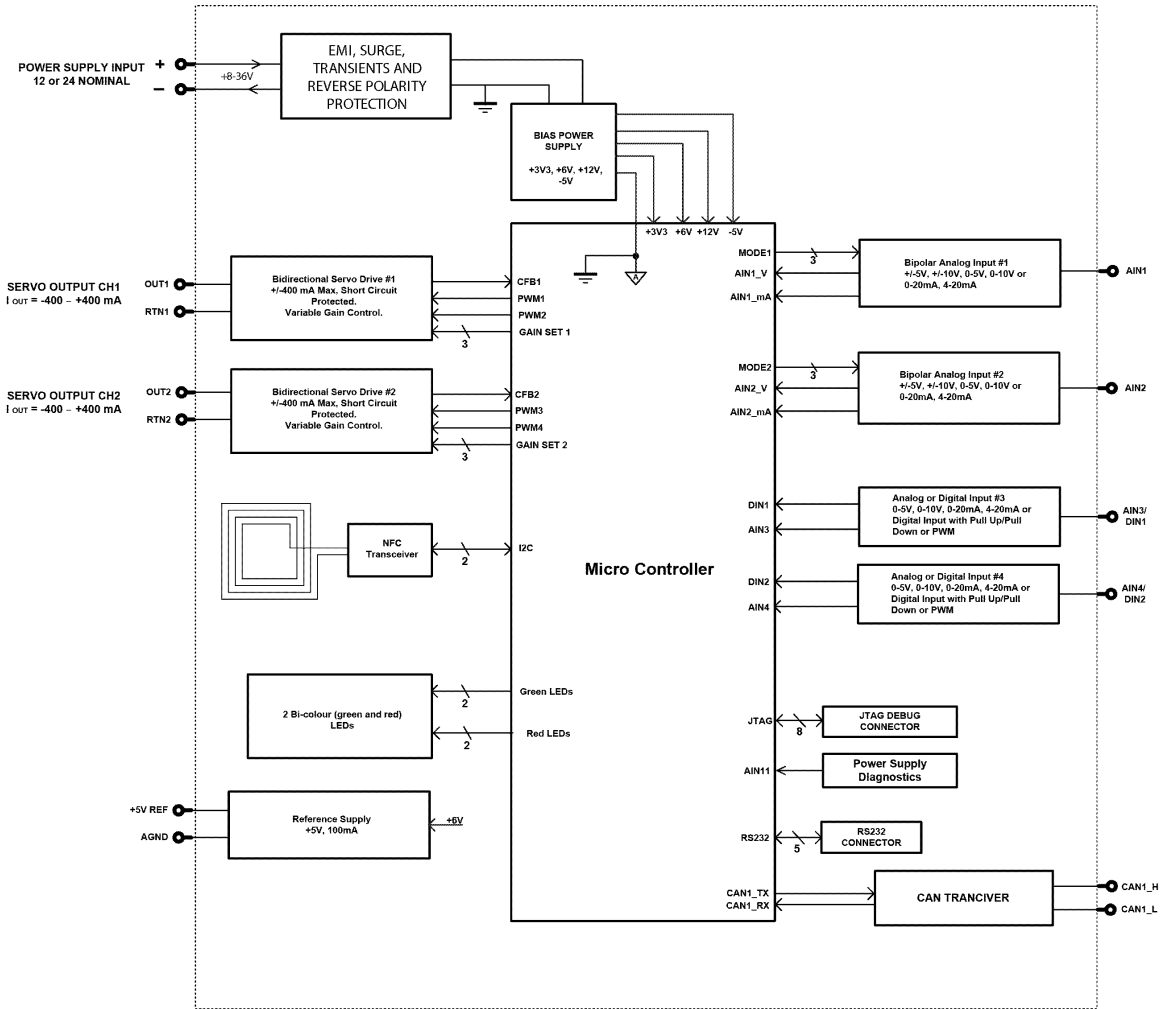 POWER SUPPLY INPUT
12 or 24 NOMINAL
+
−
+8-36V
EMI, SURGE,
TRANSIENTS AND
REVERSE POLARITY
PROTECTION
BIAS POWER
SUPPLY
+3V3, +6V, +12V,
-5V
+3V3
+6V
+12V
-5V
A
SERVO OUTPUT CH1
I OUT = -400 – +400 mA
OUT1
RTN1
Bidirectional Servo Drive #1
+/-400 mA Max, Short Circuit
Protected.
Variable Gain Control.
3
CFB1
PWM1
PWM2
GAIN SET 1
SERVO OUTPUT CH2
I OUT = -400 – +400 mA
OUT2
RTN2
Bidirectional Servo Drive #2
+/-400 mA Max, Short Circuit
Protected.
Variable Gain Control.
3
CFB2
PWM3
PWM4
GAIN SET 2
NFC
Transceiver
2
I2C
Micro Controller
2 Bi-colour (green and red)
LEDs
2
Green LEDs
2
Red LEDs
+5V REF
AGND
Reference Supply
+5V, 100mA
+6V
MODE1
AIN1_V
AIN1_mA
3
Bipolar Analog Input #1
+/-5V, +/-10V, 0-5V, 0-10V or
0-20mA, 4-20mA
AIN1
MODE2
AIN2_V
AIN2_mA
3
Bipolar Analog Input #2
+/-5V, +/-10V, 0-5V, 0-10V or
0-20mA, 4-20mA
AIN2
DIN1
AIN3
Analog or Digital Input #3
0-5V, 0-10V, 0-20mA, 4-20mA or
Digital Input with Pull Up/Pull
Down or PWM
AIN3/
DIN1
DIN2
AIN4
Analog or Digital Input #4
0-5V, 0-10V, 0-20mA, 4-20mA or
Digital Input with Pull Up/Pull
Down or PWM
AIN4/
DIN2
JTAG
8
JTAG DEBUG
CONNECTOR
AIN11
Power Supply
Diagnostics
RS232
5
RS232
CONNECTOR
CAN1_TX
CAN1_RX
CAN TRANCIVER
CAN1_H
CAN1_L